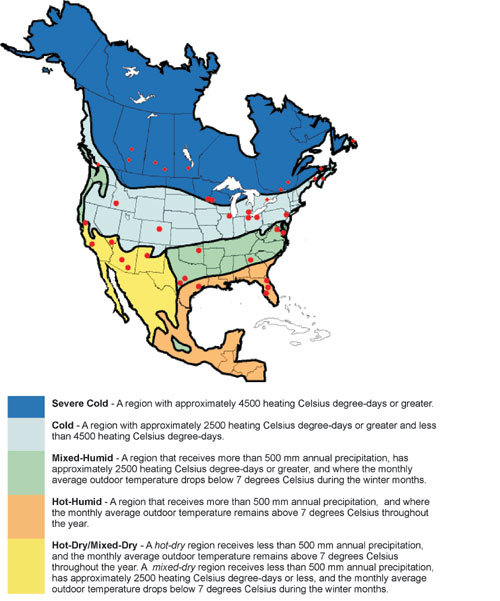 Severe Cold - A region with approximately 4500 heating Celsius degree-days or greater.
Cold - A region with approximately 2500 heating Celsius degree-days or greater and less
than 4500 heating Celsius degree-days.
Mixed-Humid - A region that receives more than 500 mm annual precipitation, has
approximately 2500 heating Celsius degree-days or greater, and where the monthly
average outdoor temperature drops below 7 degrees Celsius during the winter months.
Hot-Humid - A region that receives more than 500 mm annual precipitation, and where
the monthly average outdoor temperature remains above 7 degrees Celsius throughout
the year.
Hot-Dry/Mixed-Dry - A hot-dry region receives less than 500 mm annual precipitation,
and the monthly average outdoor temperature remains above 7 degrees Celsius
throughout the year. A mixed-dry region receives less than 500 mm annual precipitation,
has approximately 2500 heating Celsius degree-days or less, and the monthly average
outdoor temperature drops below 7 degrees Celsius during the winter months.